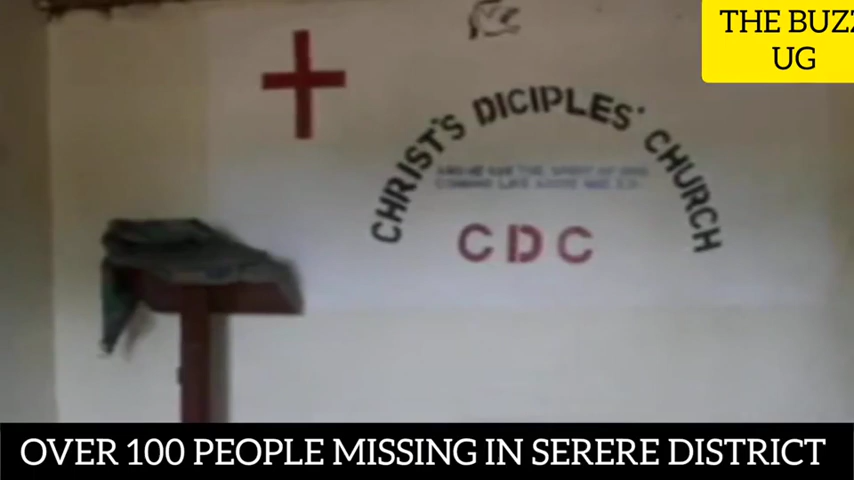 THE BUZZ
UG
CHRIST'S DICIPLES' CHURCH
CDC
OVER 100 PEOPLE MISSING IN SERERE DISTRICT